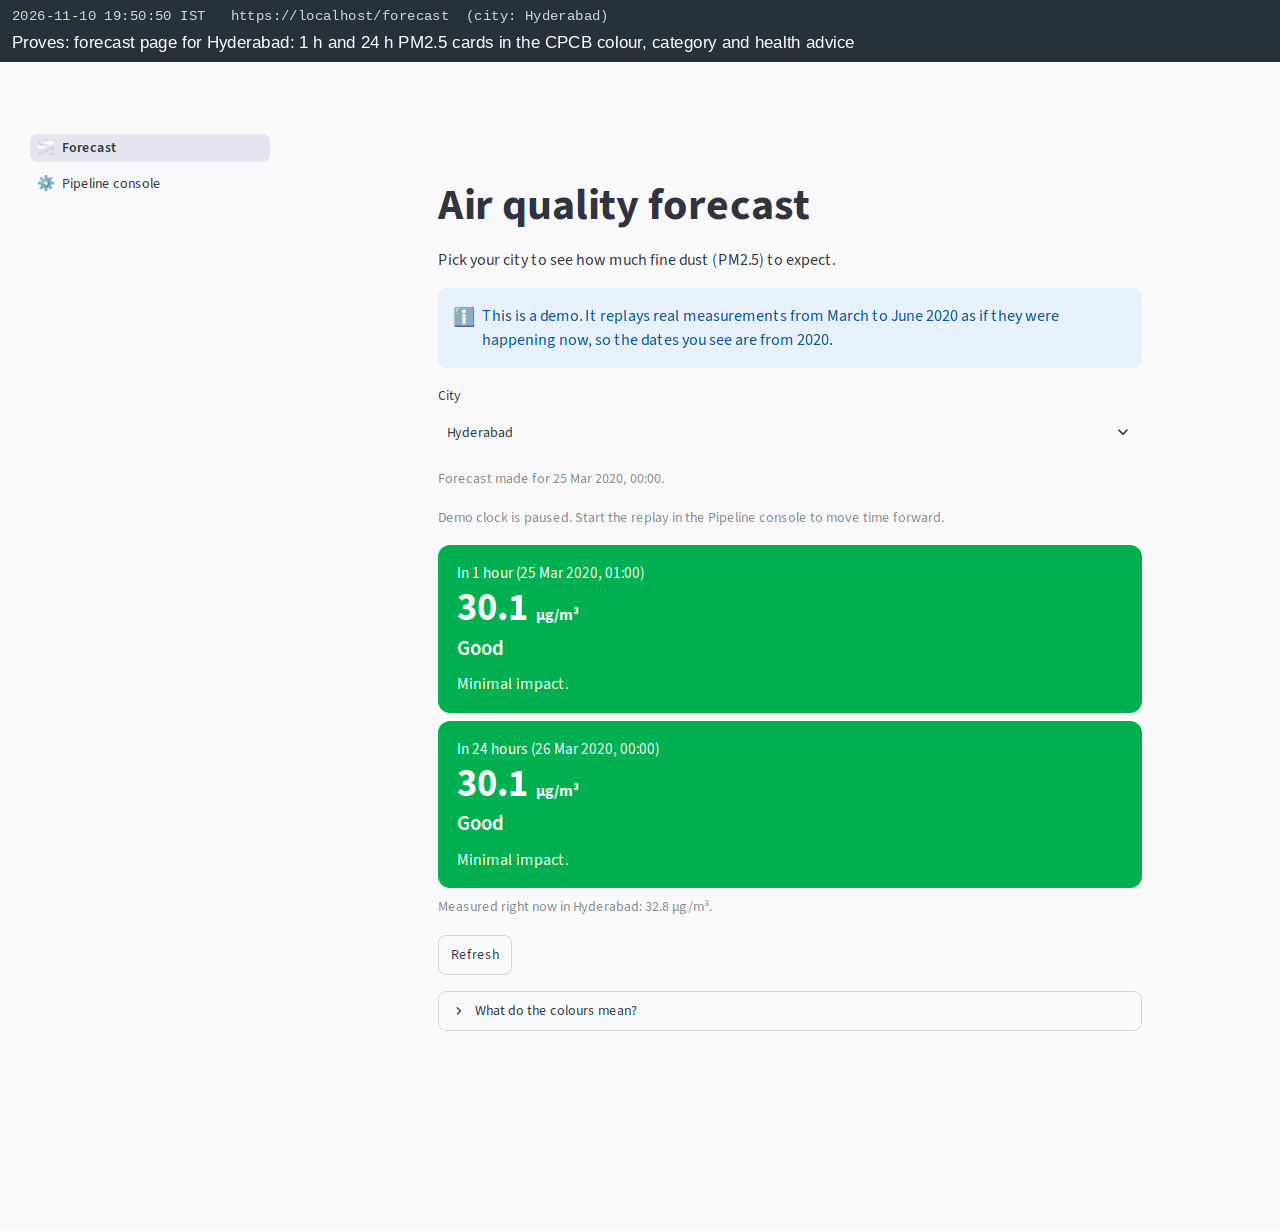 2026-11-10 19:50:50 IST https://localhost/forecast (city: Hyderabad)
Proves: forecast page for Hyderabad: 1 h and 24 h PM2.5 cards in the CPCB colour, category and health advice
Forecast
Pipeline console
Air quality forecast
Pick your city to see how much fine dust (PM2.5) to expect.
This is a demo. It replays real measurements from March to June 2020 as if they were
happening now, so the dates you see are from 2020.
City
Hyderabad
Forecast made for 25 Mar 2020, 00:00.
Demo clock is paused. Start the replay in the Pipeline console to move time forward.
In 1 hour (25 Mar 2020, 01:00)
30.1 µg/m³
Good
Minimal impact.
In 24 hours (26 Mar 2020, 00:00)
30.1 µg/m³
Good
Minimal impact.
Measured right now in Hyderabad: 32.8 µg/m³.
Refresh
What do the colours mean?